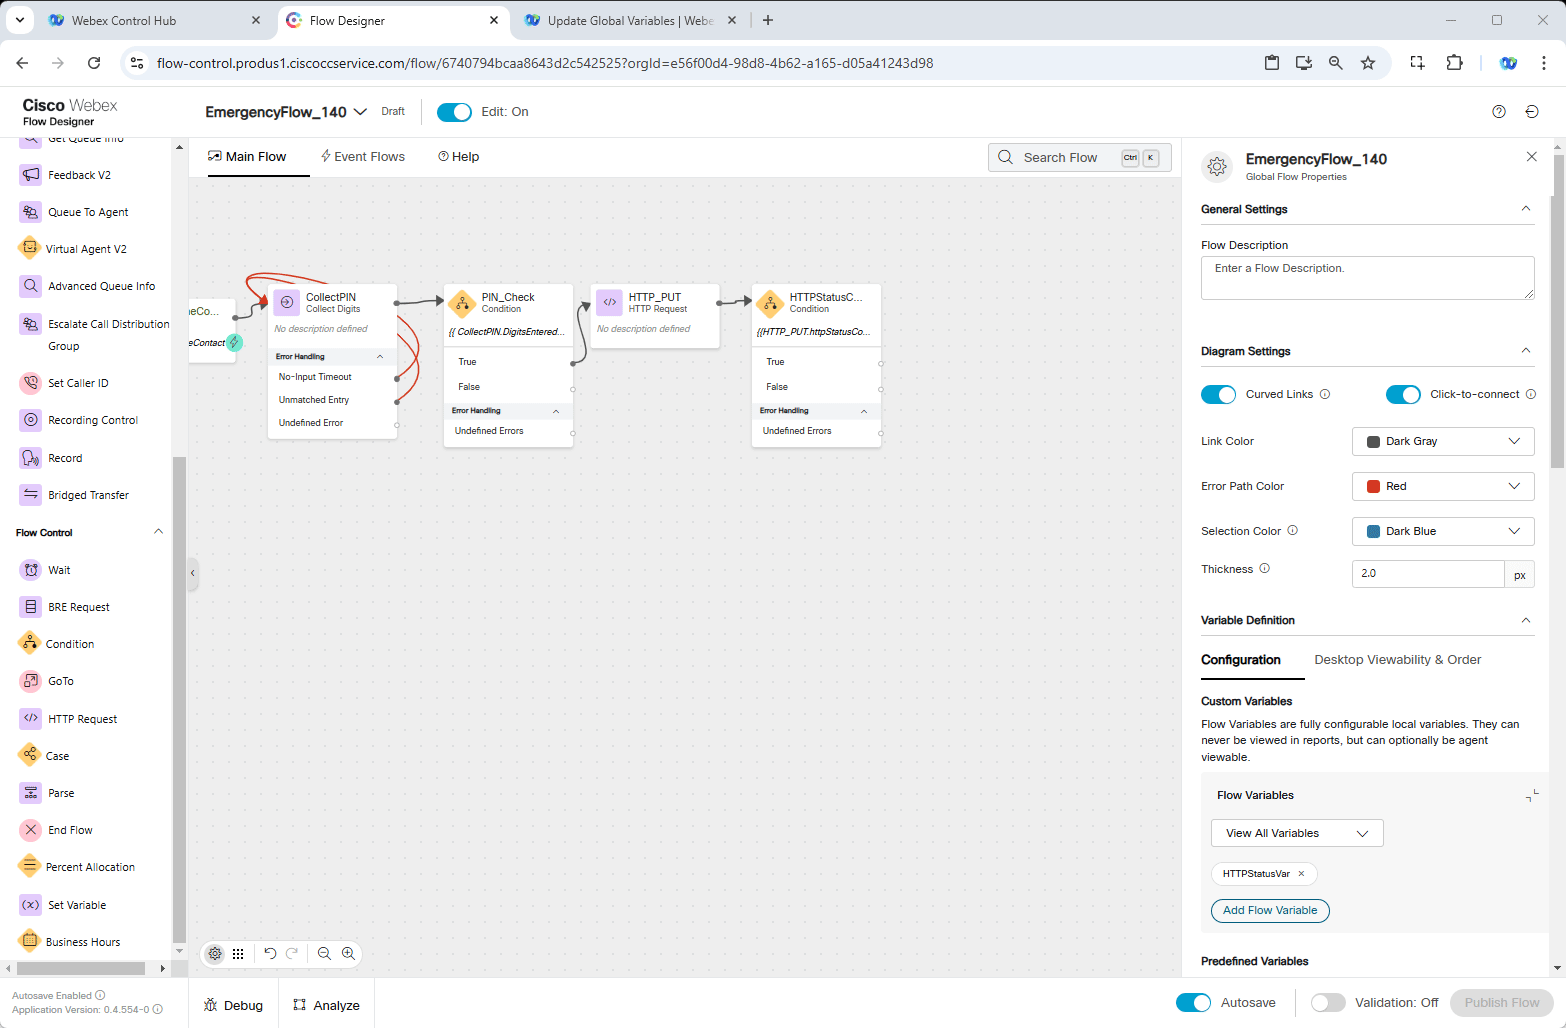 Webex Control Hub
Flow Designer
Update Global Variables | Webe
flow-control.produs1.ciscoccservice.com/flow/6740794bcaa8643d2c542525?orgId=e56f00d4-98d8-4b62-a165-d05a41243d98
Cisco Webex
Flow Designer
EmergencyFlow_140
Draft
Edit: On
Get Queue Info
Feedback V2
Queue To Agent
Virtual Agent V2
Advanced Queue Info
Escalate Call Distribution
Group
Set Caller ID
Recording Control
Record
Bridged Transfer
Flow Control
Wait
BRE Request
Condition
GoTo
HTTP Request
Case
Parse
End Flow
Percent Allocation
Set Variable
Business Hours
Autosave Enabled
Application Version: 0.4.554-0
Main Flow
Event Flows
Help
Search Flow
Ctrl
K
eCo...
eContact
CollectPIN
Collect Digits
No description defined
Error Handling
No-Input Timeout
Unmatched Entry
Undefined Error
PIN_Check
Condition
{{ CollectPIN.DigitsEntered...
True
False
Error Handling
Undefined Errors
HTTP_PUT
HTTP Request
No description defined
HTTPStatusC...
Condition
{{HTTP_PUT.httpStatusCo...
True
False
Error Handling
Undefined Errors
Debug
Analyze
EmergencyFlow_140
Global Flow Properties
General Settings
Flow Description
Enter a Flow Description.
Diagram Settings
Curved Links
Click-to-connect
Link Color
Dark Gray
Error Path Color
Red
Selection Color
Dark Blue
Thickness
2.0
px
Variable Definition
Configuration
Desktop Viewability & Order
Custom Variables
Flow Variables are fully configurable local variables. They can
never be viewed in reports, but can optionally be agent
viewable.
Flow Variables
View All Variables
HTTPStatusVar
Add Flow Variable
Predefined Variables
Autosave
Validation: Off
Publish Flow